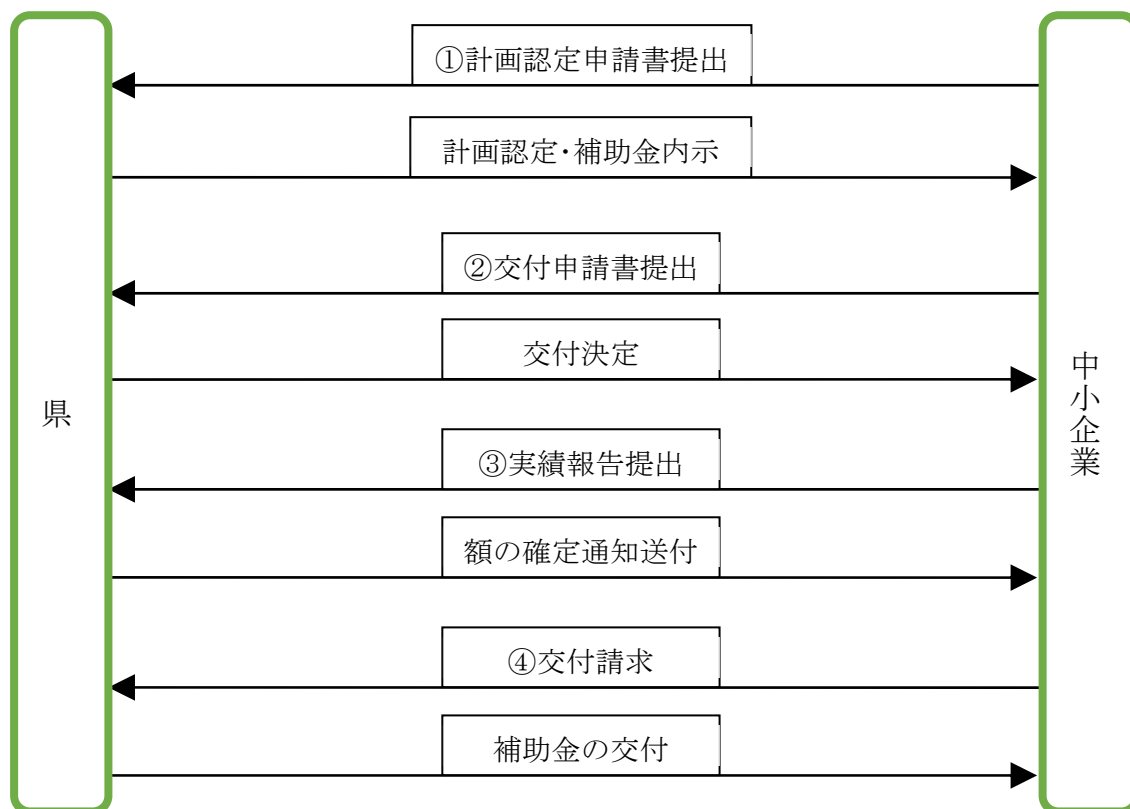 ①計画認定申請書提出
計画認定・補助金内示
②交付申請書提出
交付決定
県
中小企業
③実績報告提出
額の確定通知送付
④交付請求
補助金の交付